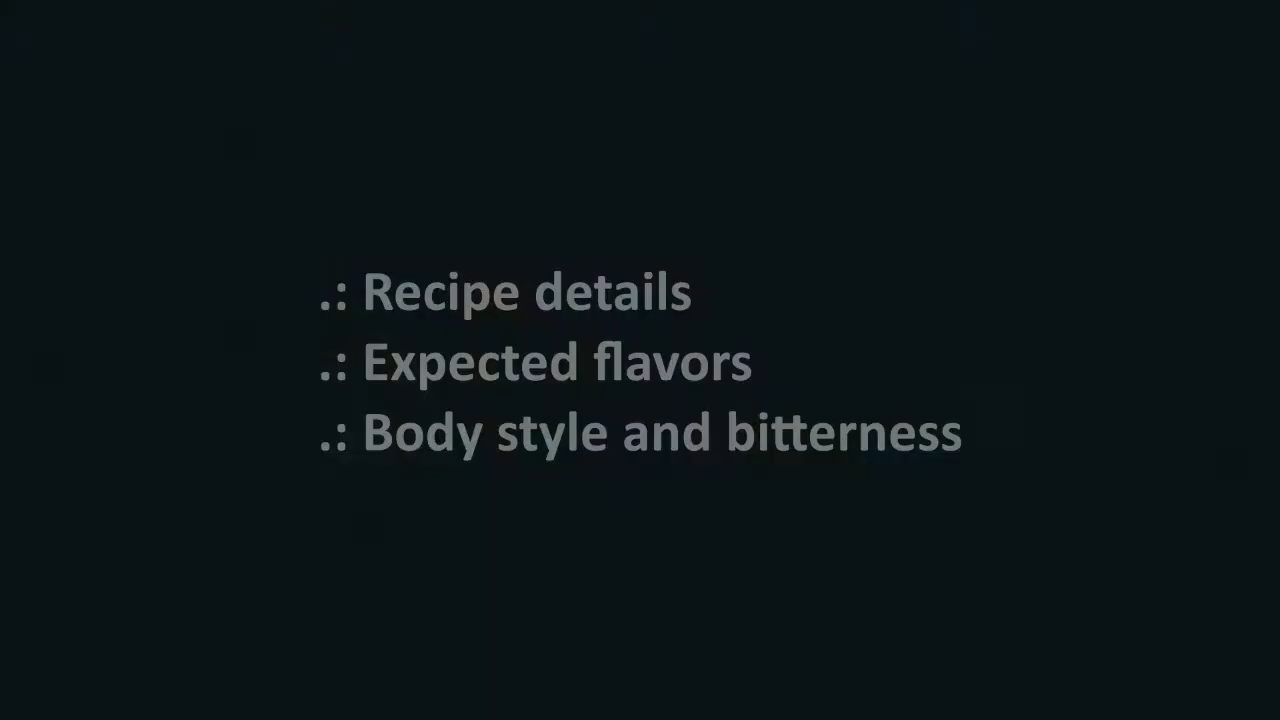 .: Recipe details
.: Expected flavors
.: Body style and bitterness